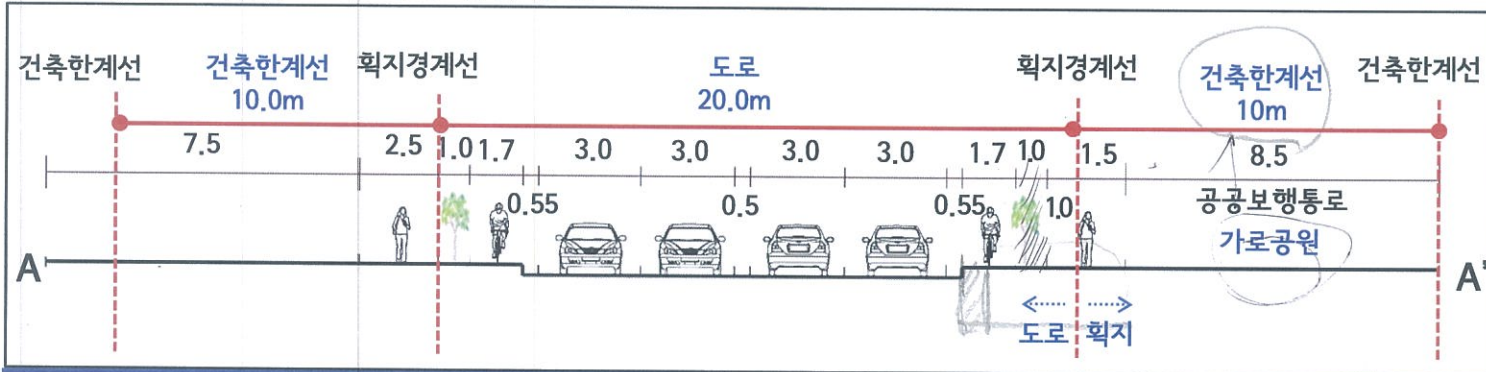 건축한계선 건축한계선 획지경계선 도로 획지경계선 건축한계선 건축한계선
10.0m 20.0m 10m
7.5 2.5 1.0 1.7 3.0 3.0 3.0 3.0 1.7 1.0 1.5 8.5
0.55 0.5 0.55 1.0 공공보행통로
가로공원
A A'
도로 획지